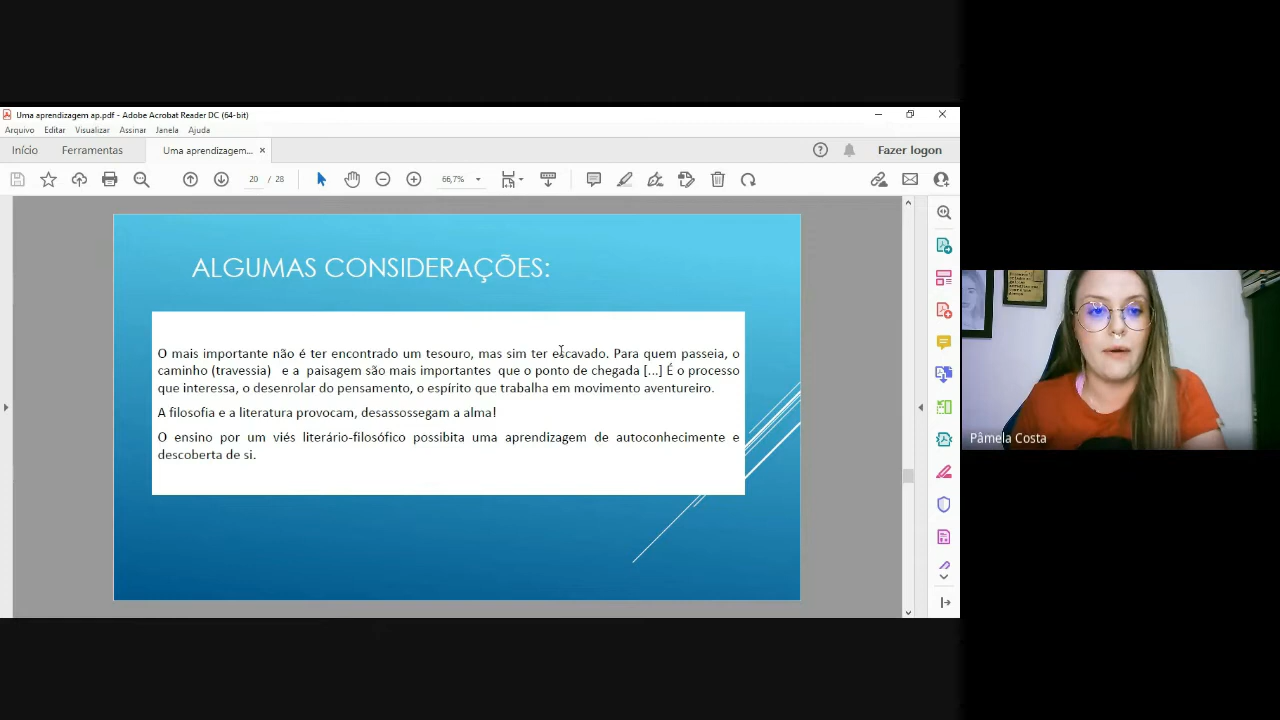 Uma aprendizagem ap.pdf - Adobe Acrobat Reader DC (64-bit)
Arquivo Editar Visualizar Assinar Janela Ajuda
Início Ferramentas Uma aprendizagem... × Fazer logon
20 / 28 66,7%
ALGUMAS CONSIDERAÇÕES:
O mais importante não é ter encontrado um tesouro, mas sim ter escavado. Para quem passeia, o
caminho (travessia) e a paisagem são mais importantes que o ponto de chegada [...] É o processo
que interessa, o desenrolar do pensamento, o espírito que trabalha em movimento aventureiro.
A filosofia e a literatura provocam, desassossegam a alma!
O ensino por um viés literário-filosófico possibita uma aprendizagem de autoconhecimente e
descoberta de si.
Pâmela Costa